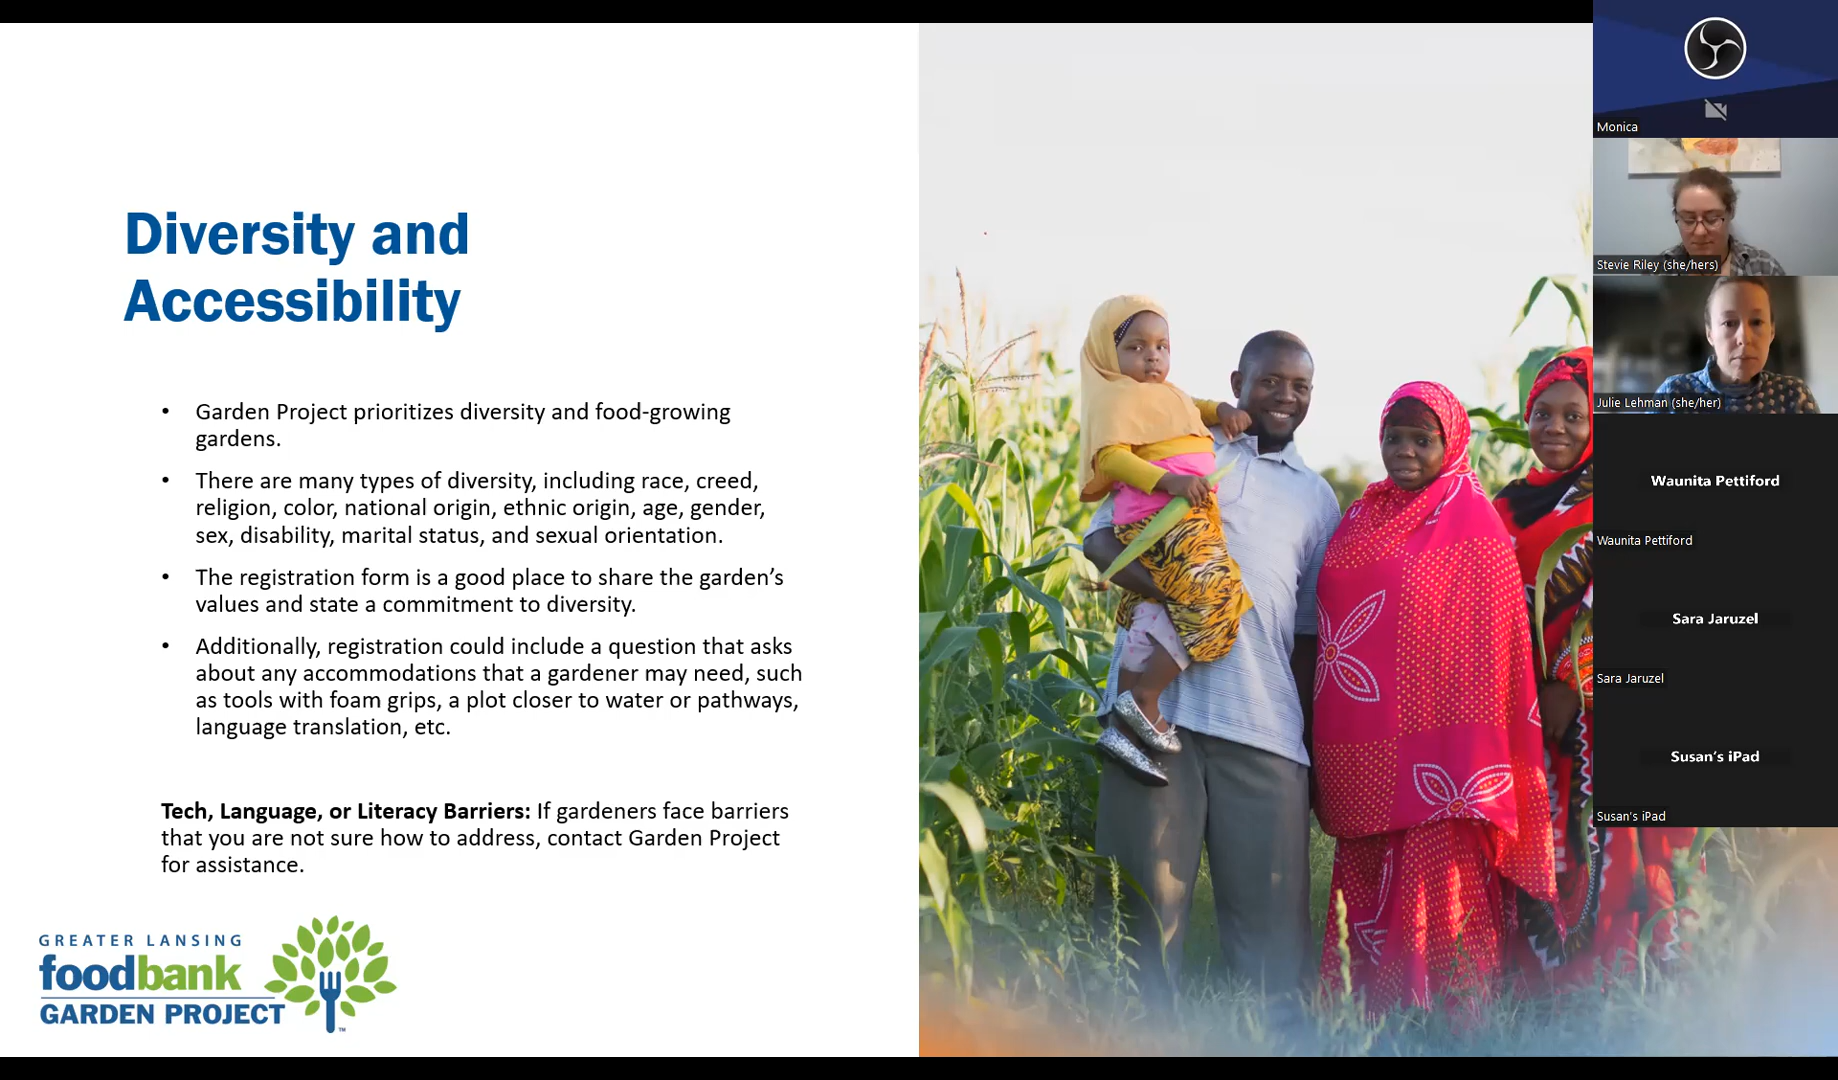 Diversity and
Accessibility
• Garden Project prioritizes diversity and food-growing
gardens.
• There are many types of diversity, including race, creed,
religion, color, national origin, ethnic origin, age, gender,
sex, disability, marital status, and sexual orientation.
• The registration form is a good place to share the garden’s
values and state a commitment to diversity.
• Additionally, registration could include a question that asks
about any accommodations that a gardener may need, such
as tools with foam grips, a plot closer to water or pathways,
language translation, etc.
Tech, Language, or Literacy Barriers: If gardeners face barriers
that you are not sure how to address, contact Garden Project
for assistance.
GREATER LANSING
foodbank
GARDEN PROJECT
™
Monica
Stevie Riley (she/hers)
Julie Lehman (she/her)
Waunita Pettiford
Waunita Pettiford
Sara Jaruzel
Sara Jaruzel
Susan’s iPad
Susan's iPad